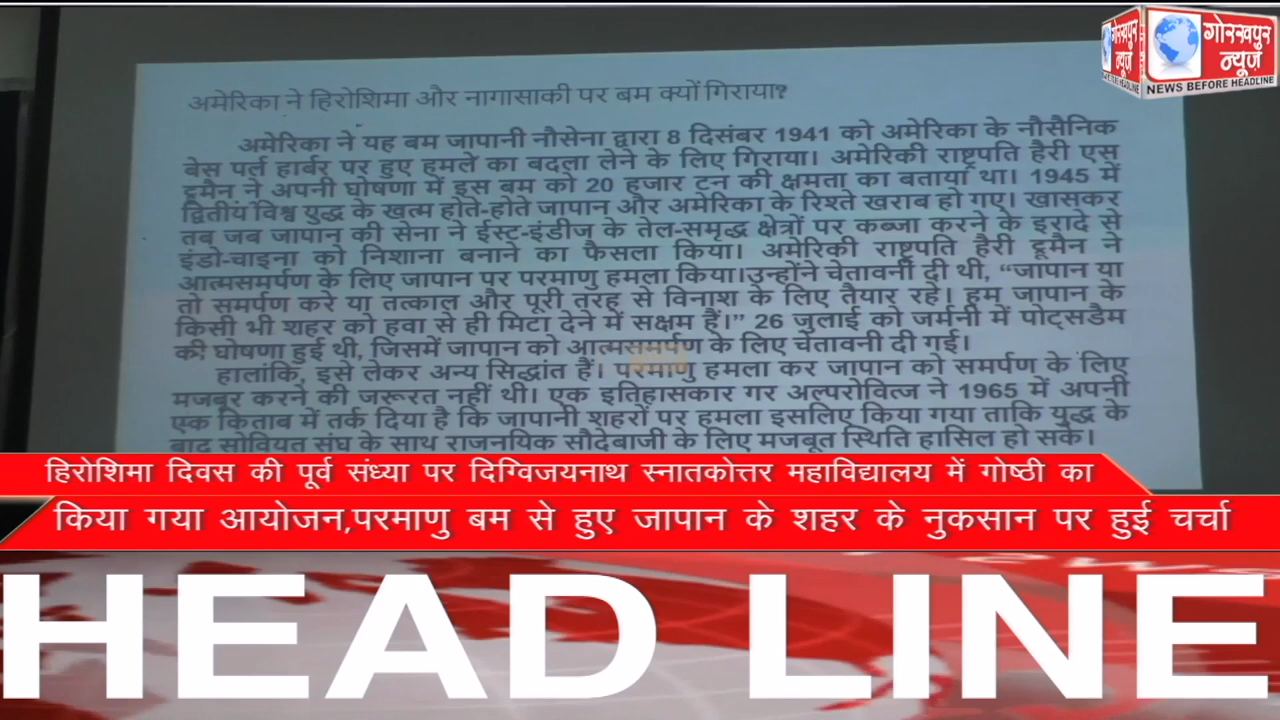 गोरखपुर
न्यूज़
NEWS BEFORE HEADLINE
अमेरिका ने हिरोशिमा और नागासाकी पर बम क्यों गिराया?
अमेरिका ने यह बम जापानी नौसेना द्वारा 8 दिसंबर 1941 को अमेरिका के नौसैनिक
बेस पर्ल हार्बर पर हुए हमले का बदला लेने के लिए गिराया। अमेरिकी राष्ट्रपति हैरी एस
ट्रूमैन ने अपनी घोषणा में इस बम को 20 हजार टन की क्षमता का बताया था। 1945 में
द्वितीय विश्व युद्ध के खत्म होते-होते जापान और अमेरिका के रिश्ते खराब हो गए। खासकर
तब जब जापान की सेना ने ईस्ट-इंडीज के तेल-समृद्ध क्षेत्रों पर कब्जा करने के इरादे से
इंडो-चाइना को निशाना बनाने का फैसला किया। अमेरिकी राष्ट्रपति हैरी ट्रूमैन ने
आत्मसमर्पण के लिए जापान पर परमाणु हमला किया।उन्होंने चेतावनी दी थी, “जापान या
तो समर्पण करे या तत्काल और पूरी तरह से विनाश के लिए तैयार रहे। हम जापान के
किसी भी शहर को हवा से ही मिटा देने में सक्षम हैं।” 26 जुलाई को जर्मनी में पोट्सडैम
की घोषणा हुई थी, जिसमें जापान को आत्मसमर्पण के लिए चेतावनी दी गई।
हालांकि, इसे लेकर अन्य सिद्धांत हैं। परमाणु हमला कर जापान को समर्पण के लिए
मजबूर करने की जरूरत नहीं थी। एक इतिहासकार गर अल्परोवित्ज ने 1965 में अपनी
एक किताब में तर्क दिया है कि जापानी शहरों पर हमला इसलिए किया गया ताकि युद्ध के
बाद सोवियत संघ के साथ राजनयिक सौदेबाजी के लिए मजबूत स्थिति हासिल हो सके।
हिरोशिमा दिवस की पूर्व संध्या पर दिग्विजयनाथ स्नातकोत्तर महाविद्यालय में गोष्ठी का
किया गया आयोजन,परमाणु बम से हुए जापान के शहर के नुकसान पर हुई चर्चा
HEAD LINE